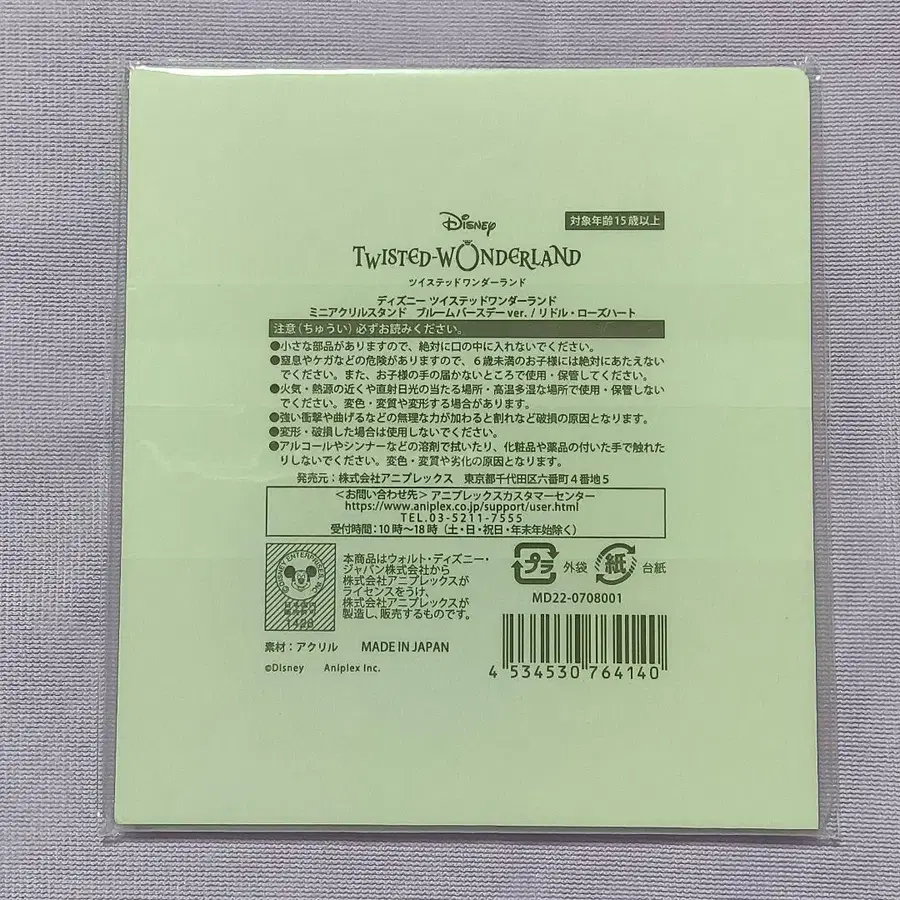 Disney
対象年齢15歳以上
TWISTED-WONDERLAND
ツイステッドワンダーランド
ディズニー ツイステッドワンダーランド
ミニアクリルスタンド ブルームバースデーver. / リドル・ローズハート
注意(ちゅうい)必ずお読みください。
●小さな部品がありますので、絶対に口の中に入れないでください。
●窒息やケガなどの危険がありますので、6歳未満のお子様には絶対にあたえない
でください。また、お子様の手の届かないところで使用・保管してください。
●火気・熱源の近くや直射日光の当たる場所・高温多湿な場所で使用・保管しない
でください。変色・変質や変形する場合があります。
●強い衝撃や曲げるなどの無理な力が加わると割れなど破損の原因となります。
●変形・破損した場合は使用しないでください。
●アルコールやシンナーなどの溶剤で拭いたり、化粧品や薬品の付いた手で触れた
りしないでください。変色・変質や劣化の原因となります。
発売元:株式会社アニプレックス 東京都千代田区六番町4番地5
<お問い合わせ先>アニプレックスカスタマーセンター
https://www.aniplex.co.jp/support/user.html
TEL.03-5211-7555
受付時間:10時〜18時(土・日・祝日・年末年始除く)
本商品はウォルト・ディズニー・
ジャパン株式会社から
株式会社アニプレックスが
ライセンスをうけ、
株式会社アニプレックスが
製造し、販売するものです。
プラ 外袋 紙 台紙
MD22-0708001
1428
素材:アクリル MADE IN JAPAN
©Disney Aniplex Inc.
4 534530 764140